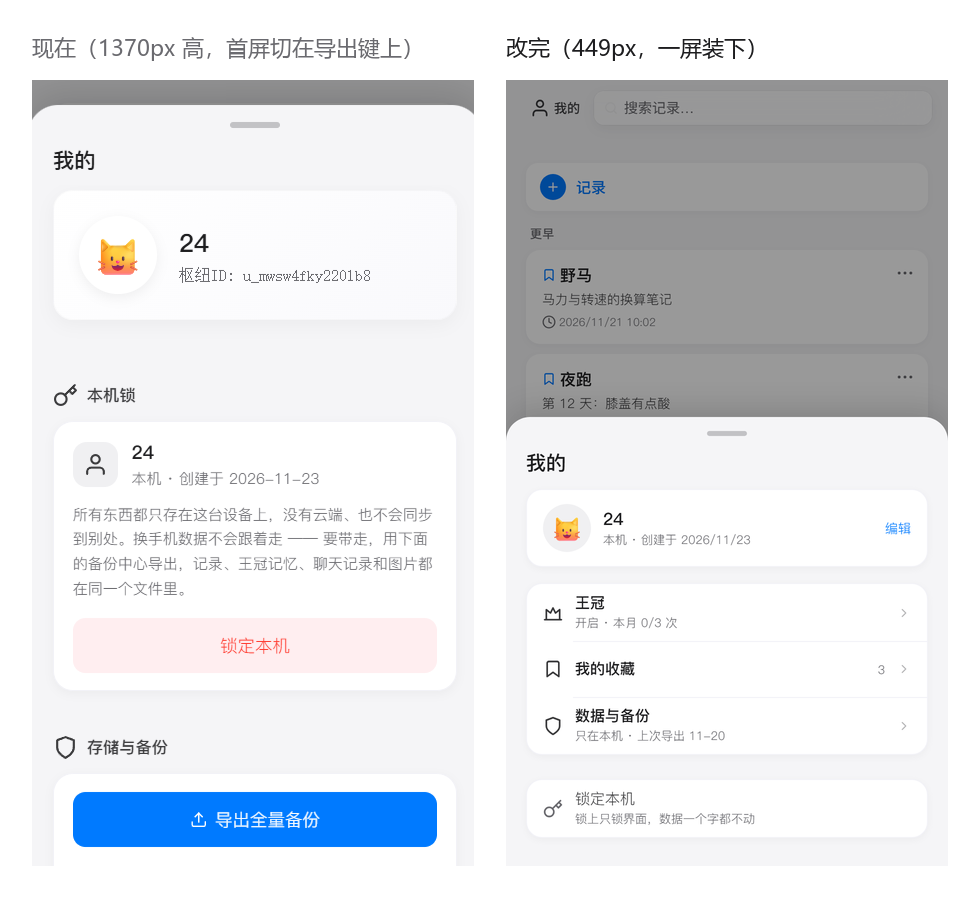 现在（1370px 高，首屏切在导出键上）
我的
24
枢纽ID: u_mwsw4fky2201b8
本机锁
24
本机 · 创建于 2026-11-23
所有东西都只存在这台设备上，没有云端、也不会同步
到别处。换手机数据不会跟着走 —— 要带走，用下面
的备份中心导出，记录、王冠记忆、聊天记录和图片都
在同一个文件里。
锁定本机
存储与备份
导出全量备份
改完（449px，一屏装下）
我的
搜索记录...
记录
更早
野马
马力与转速的换算笔记
2026/11/21 10:02
夜跑
第 12 天：膝盖有点酸
我的
24
本机 · 创建于 2026/11/23
编辑
王冠
开启 · 本月 0/3 次
我的收藏
3
数据与备份
只在本机 · 上次导出 11-20
锁定本机
锁上只锁界面，数据一个字都不动